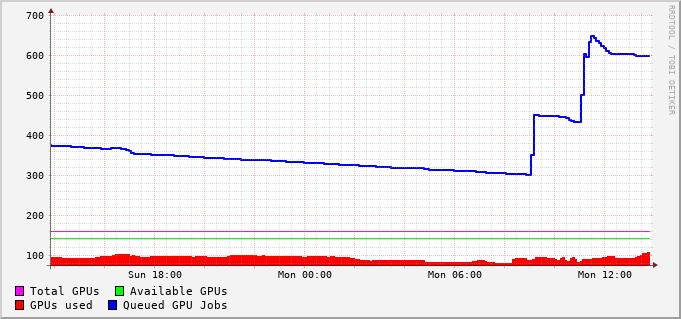 700
600
500
400
300
200
100
Sun 18:00 Mon 00:00 Mon 06:00 Mon 12:00
Total GPUs Available GPUs
GPUs used Queued GPU Jobs
RRDTOOL / TOBI OETIKER